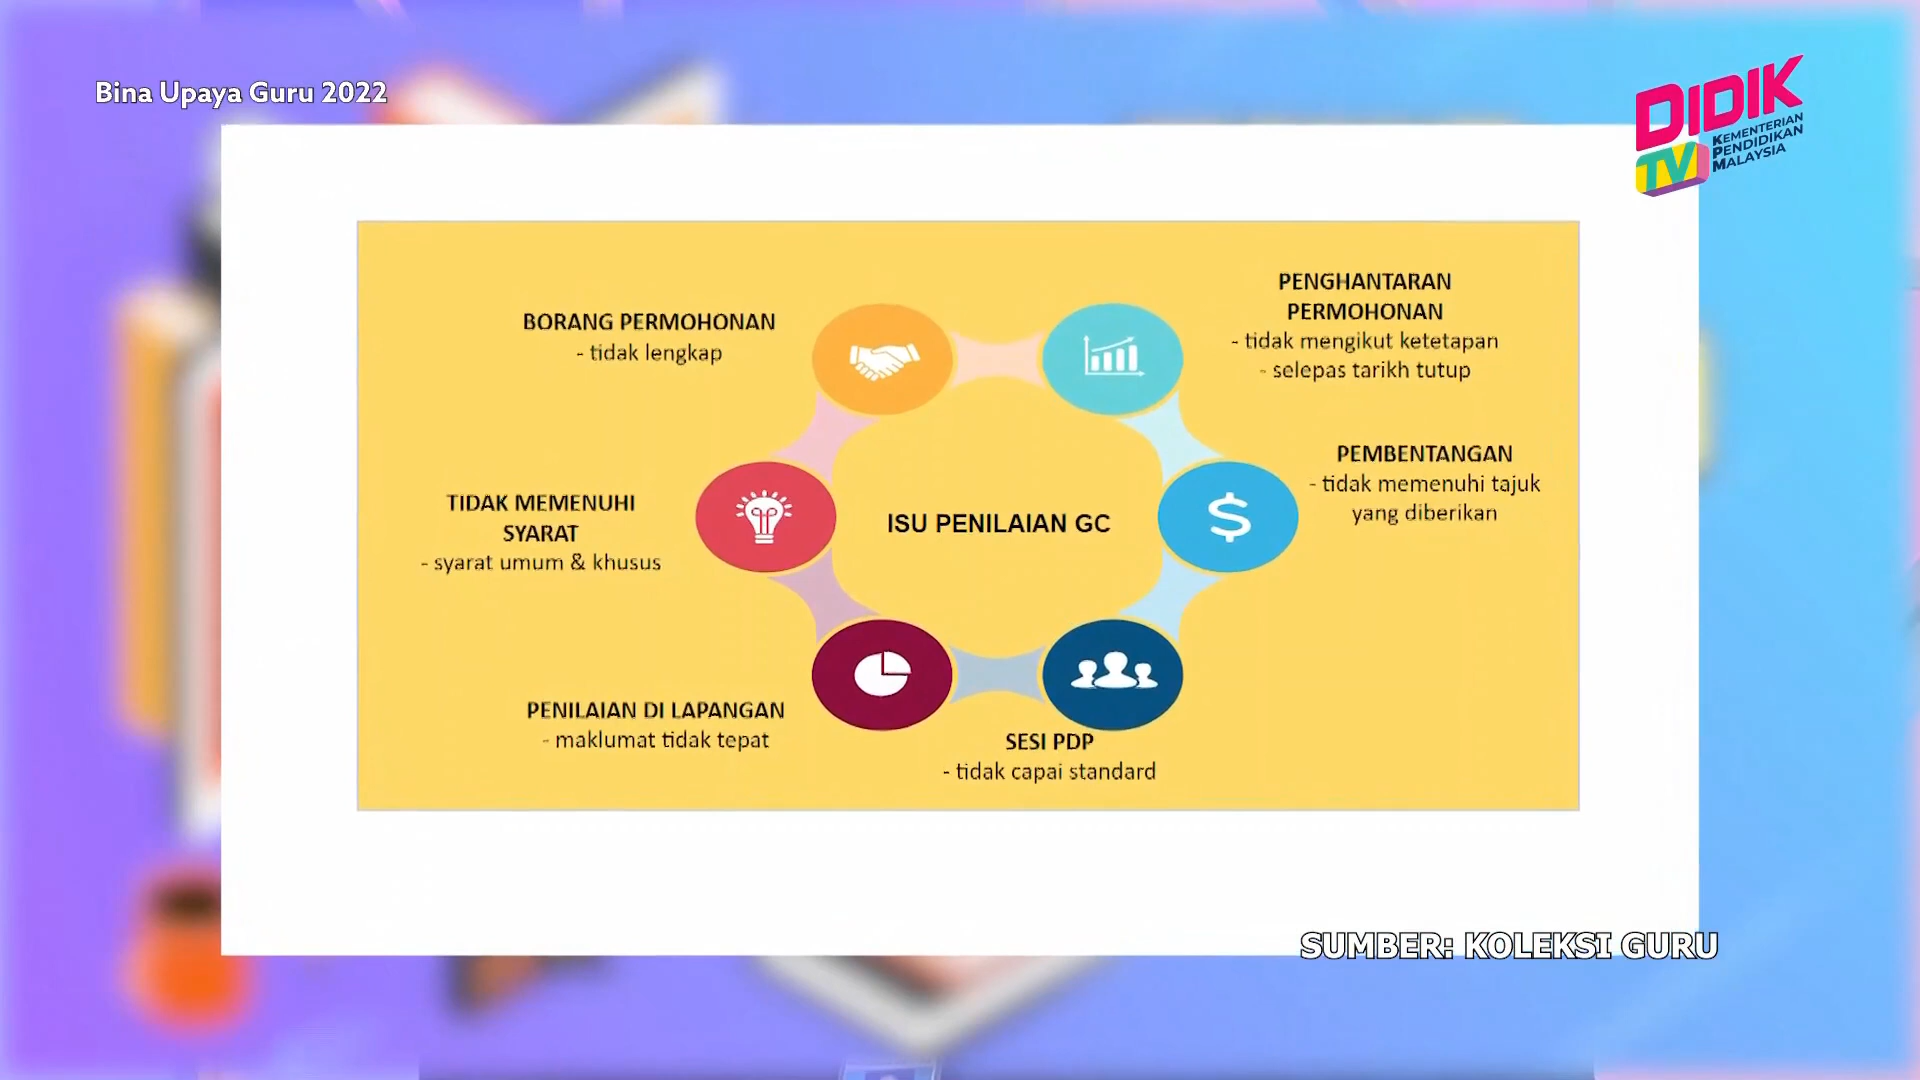 Bina Upaya Guru 2022
DIDIK
TV
KEMENTERIAN
PENDIDIKAN
MALAYSIA
BORANG PERMOHONAN
- tidak lengkap
PENGHANTARAN
PERMOHONAN
- tidak mengikut ketetapan
- selepas tarikh tutup
TIDAK MEMENUHI
SYARAT
- syarat umum & khusus
ISU PENILAIAN GC
PEMBENTANGAN
- tidak memenuhi tajuk
yang diberikan
PENILAIAN DI LAPANGAN
- maklumat tidak tepat
SESI PDP
- tidak capai standard
SUMBER: KOLEKSI GURU